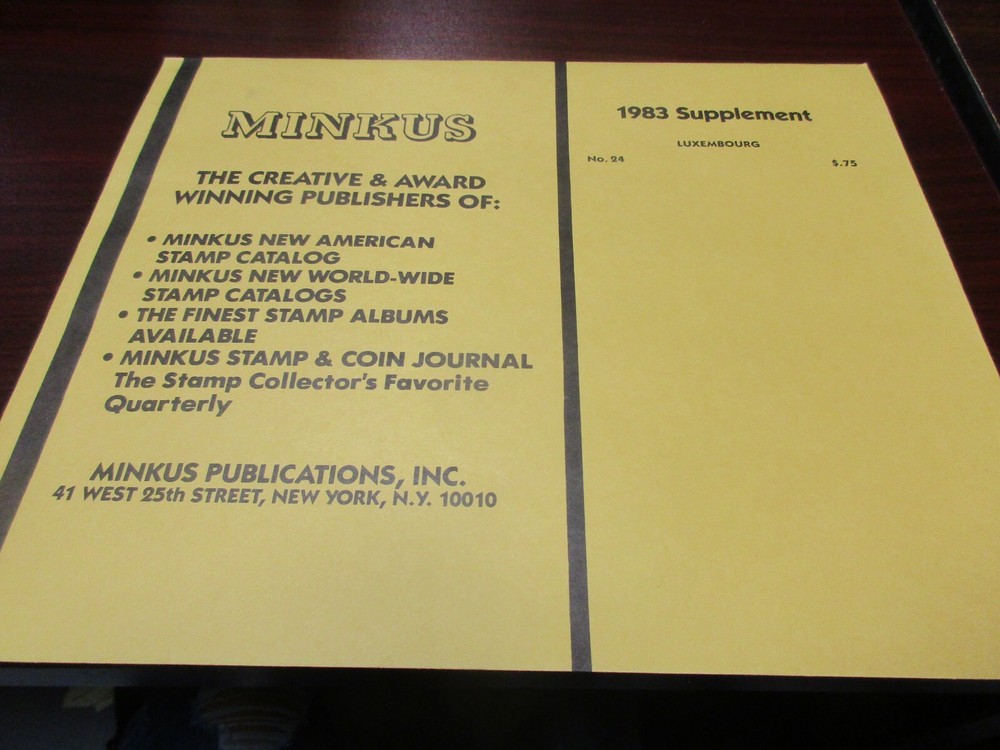 MINKUS
THE CREATIVE & AWARD
WINNING PUBLISHERS OF:
• MINKUS NEW AMERICAN
STAMP CATALOG
• MINKUS NEW WORLD-WIDE
STAMP CATALOGS
• THE FINEST STAMP ALBUMS
AVAILABLE
• MINKUS STAMP & COIN JOURNAL
The Stamp Collector's Favorite
Quarterly
MINKUS PUBLICATIONS, INC.
41 WEST 25th STREET, NEW YORK, N.Y. 10010
1983 Supplement
LUXEMBOURG
No. 24 $.75